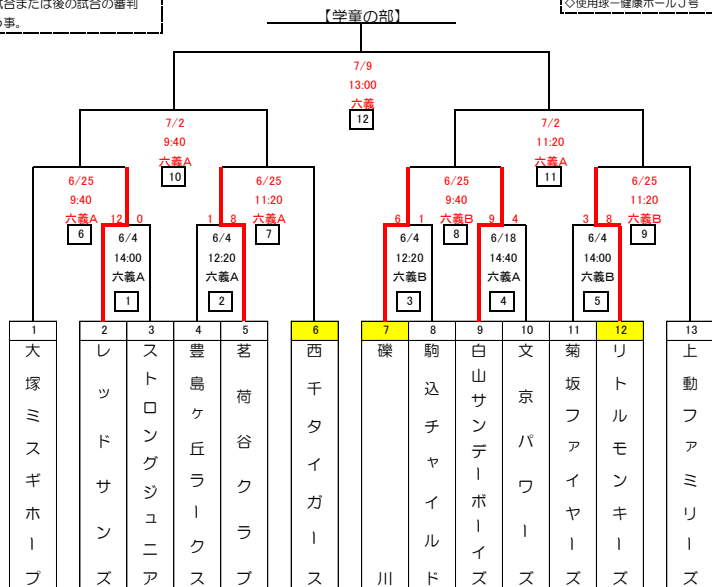 試合または後の試合の審判
の事。
◇使用球－健康ボールJ号
【学童の部】
7/9
13:00
六義
12
7/2
9:40
六義A
10
7/2
11:20
六義A
11
6/25
9:40
六義A
6
6/25
11:20
六義A
7
6/25
9:40
六義B
8
6/25
11:20
六義B
9
12 0
6/4
14:00
六義A
1
1 8
6/4
12:20
六義A
2
6 1
6/4
12:20
六義B
3
9 4
6/18
14:40
六義A
4
3 8
6/4
14:00
六義B
5
1 2 3 4 5 6 7 8 9 10 11 12 13
大塚ミスギホープ
レッドサンズ
ストロングジュニア
豊島ヶ丘ラークス
茗荷谷クラブ
西千タイガース
礫川
駒込チャイルド
白山サンデーボーイズ
文京パワーズ
菊坂ファイヤーズ
リトルモンキーズ
上動ファミリーズ